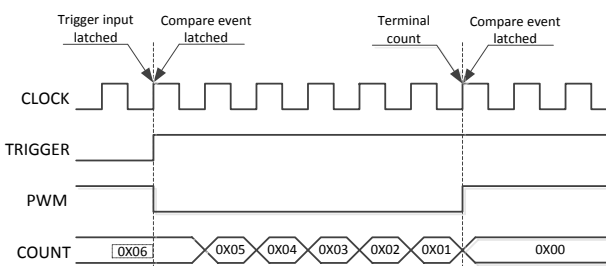 Trigger input latched
Compare event latched
Terminal count
Compare event latched
CLOCK
TRIGGER
PWM
COUNT 0X06 0X05 0X04 0X03 0X02 0X01 0X00